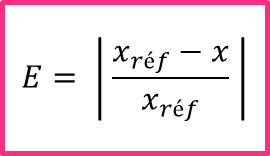 E = | (x_réf − x) / x_réf |